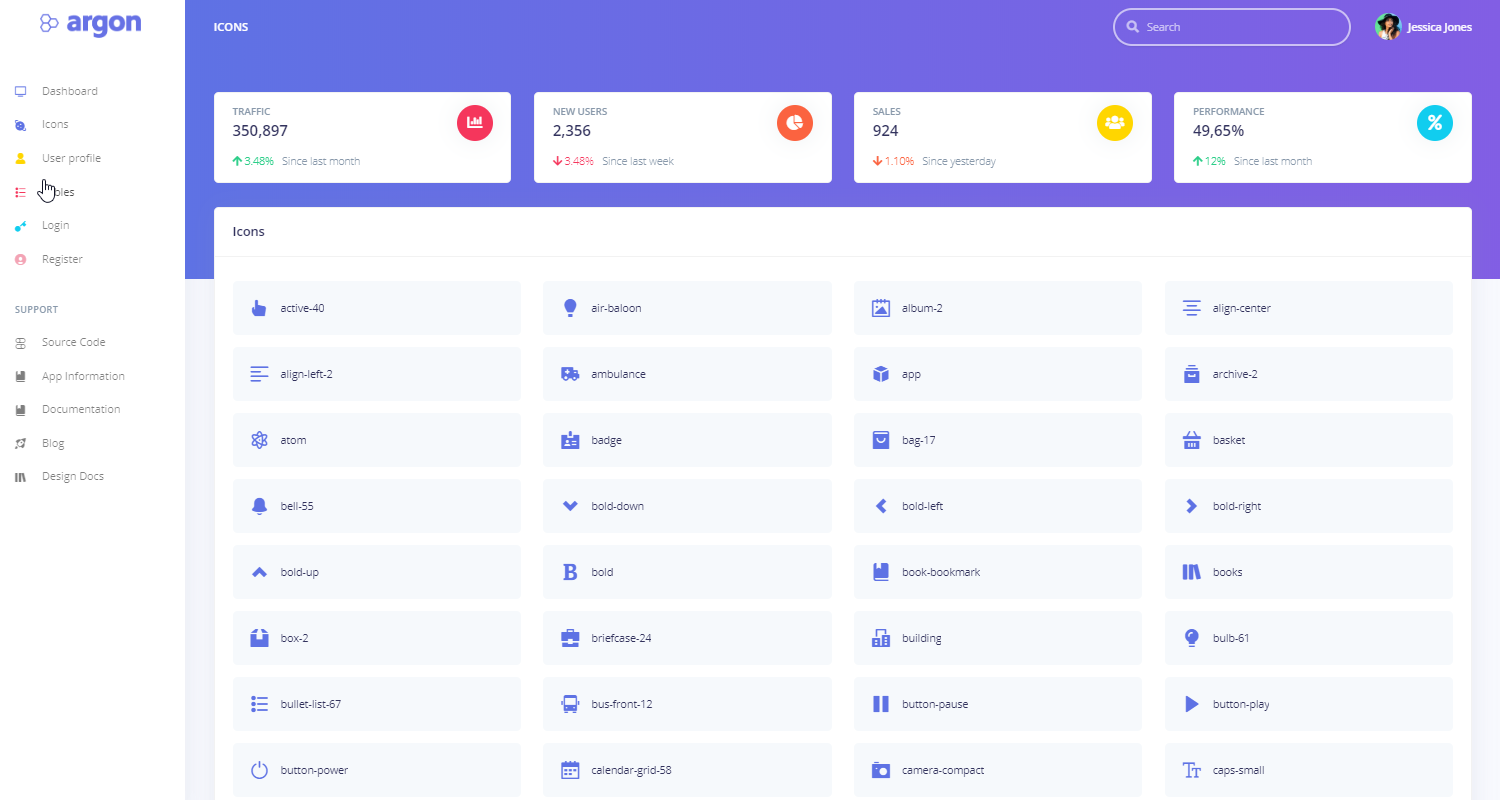 argon
Dashboard
Icons
User profile
bles
Login
Register
SUPPORT
Source Code
App Information
Documentation
Blog
Design Docs
ICONS
Search
Jessica Jones
TRAFFIC
350,897
3.48% Since last month
NEW USERS
2,356
3.48% Since last week
SALES
924
1.10% Since yesterday
PERFORMANCE
49,65%
12% Since last month
Icons
active-40
air-baloon
album-2
align-center
align-left-2
ambulance
app
archive-2
atom
badge
bag-17
basket
bell-55
bold-down
bold-left
bold-right
bold-up
bold
book-bookmark
books
box-2
briefcase-24
building
bulb-61
bullet-list-67
bus-front-12
button-pause
button-play
button-power
calendar-grid-58
camera-compact
caps-small